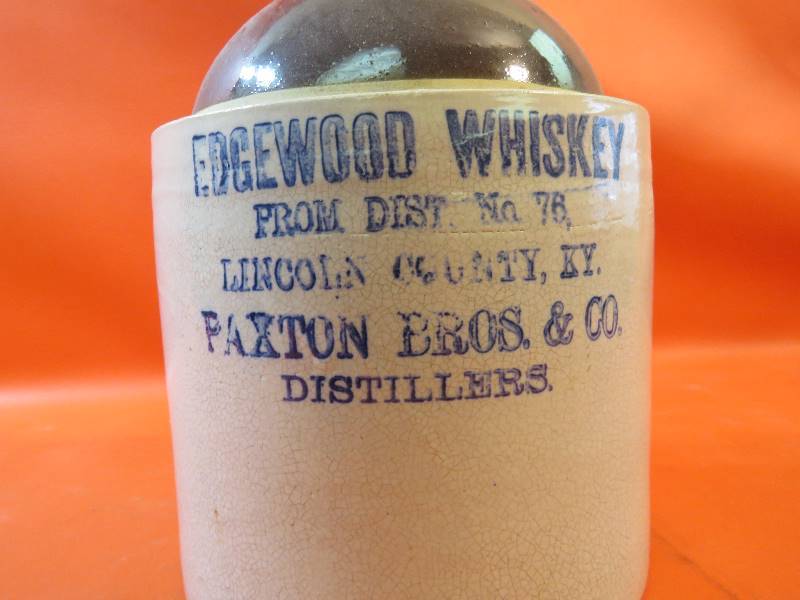 EDGEWOOD WHISKEY
FROM DIST. No 76,
LINCOLN COUNTY, KY.
PAXTON BROS. & CO.
DISTILLERS.